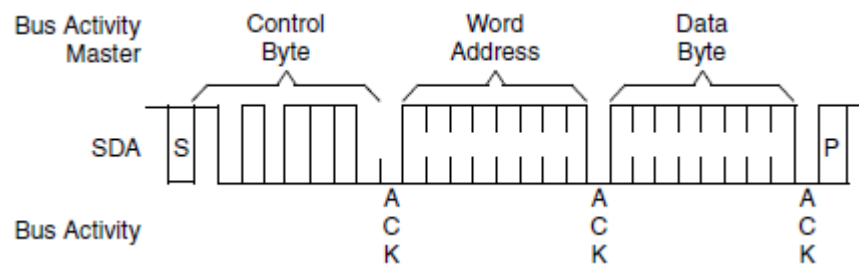 Bus Activity
Master
Control
Byte
Word
Address
Data
Byte
SDA
S
P
Bus Activity
A
C
K
A
C
K
A
C
K